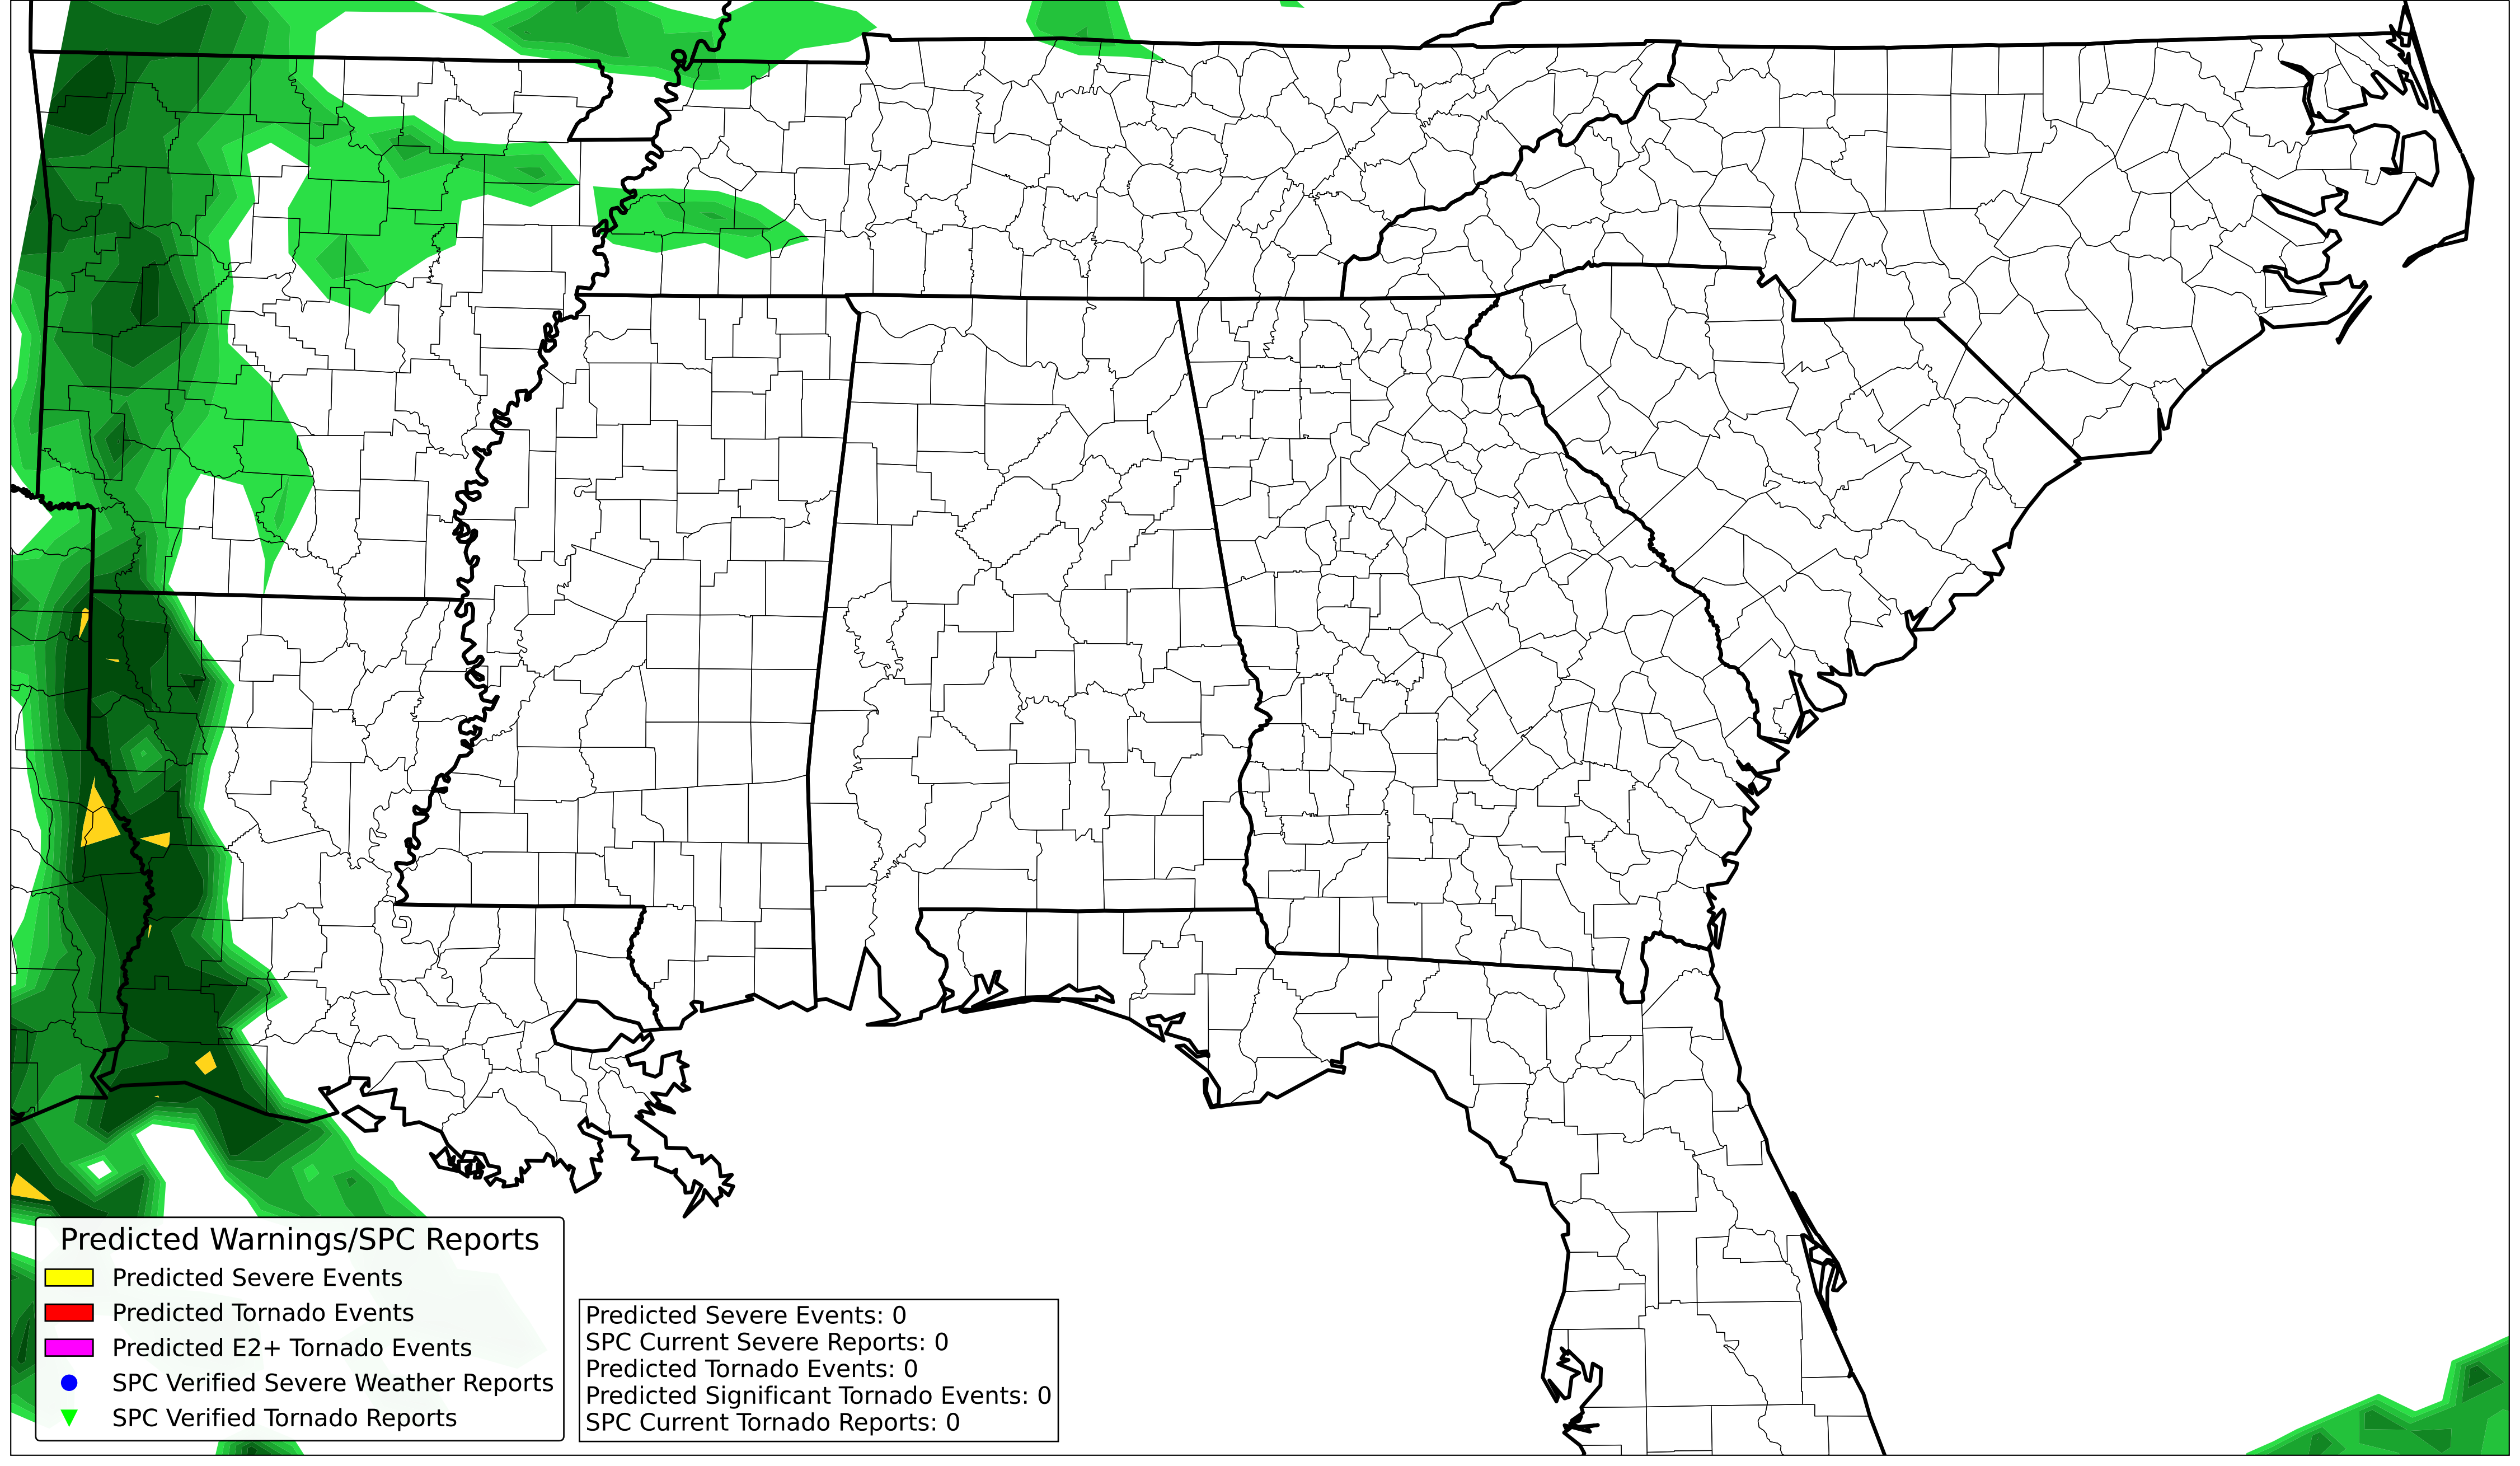 Predicted Warnings/SPC Reports
Predicted Severe Events
Predicted Tornado Events
Predicted E2+ Tornado Events
SPC Verified Severe Weather Reports
SPC Verified Tornado Reports
Predicted Severe Events: 0
SPC Current Severe Reports: 0
Predicted Tornado Events: 0
Predicted Significant Tornado Events: 0
SPC Current Tornado Reports: 0